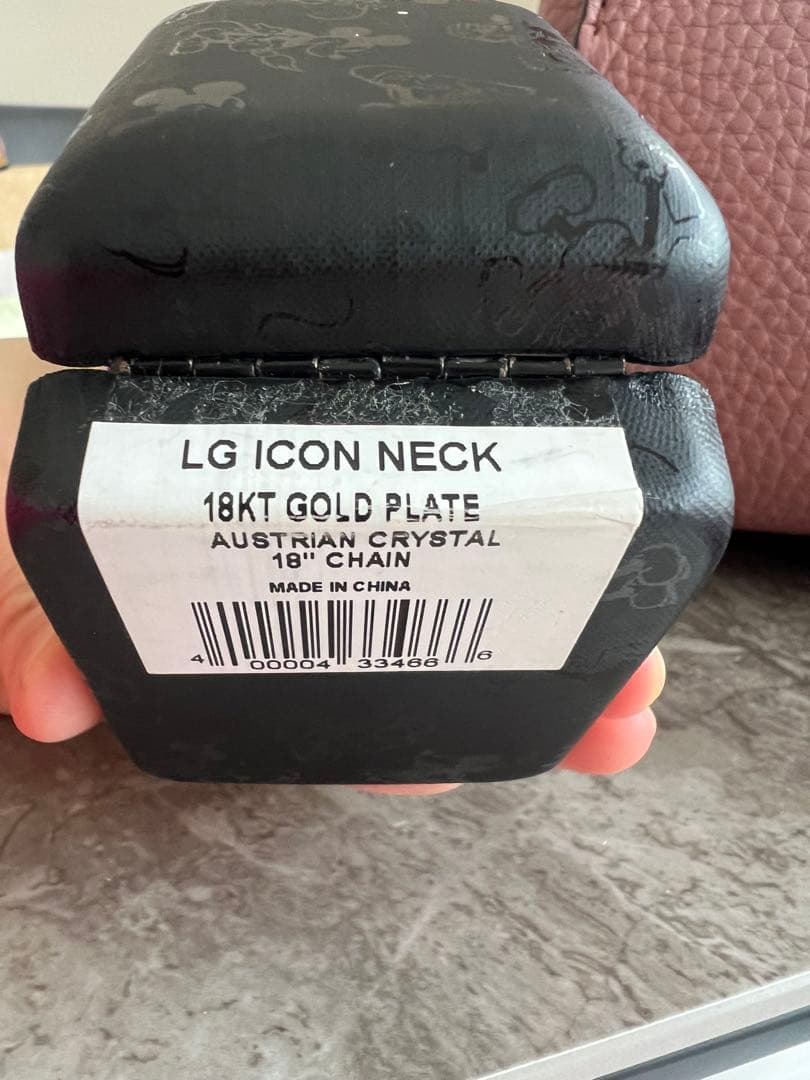 LG ICON NECK
18KT GOLD PLATE
AUSTRIAN CRYSTAL
18" CHAIN
MADE IN CHINA
4 00004 33466 6